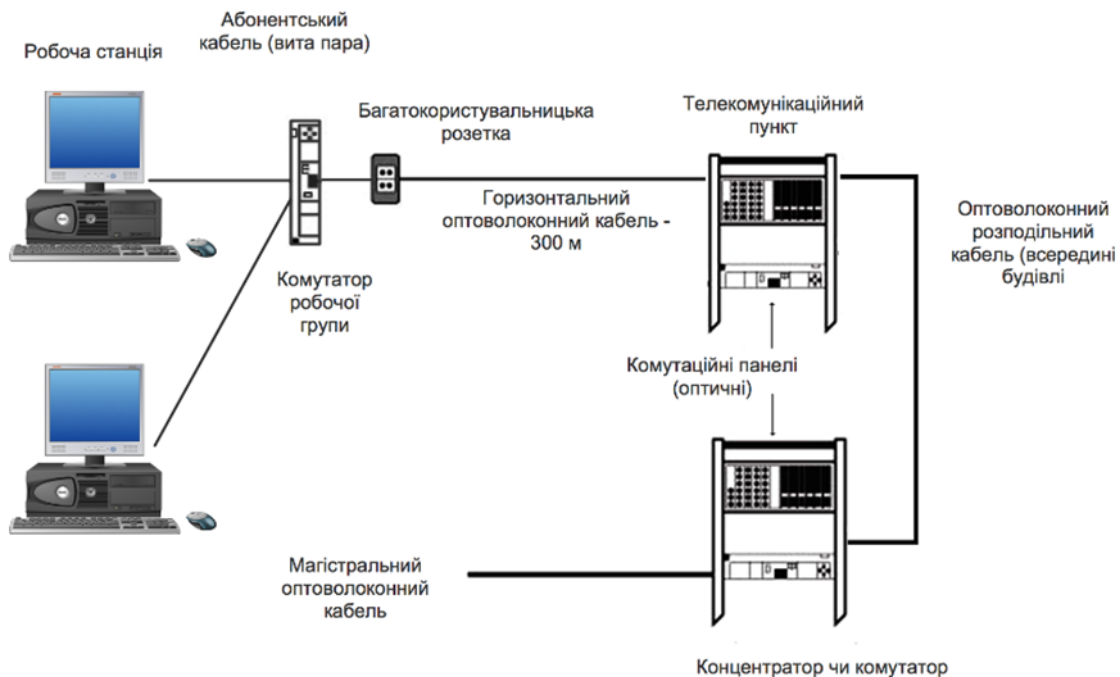 Абонентський
кабель (вита пара)
Робоча станція
Багатокористувальницька
розетка
Телекомунікаційний
пункт
Горизонтальний
оптоволоконний кабель -
300 м
Оптоволоконний
розподільний
кабель (всередині
будівлі
Комутатор
робочої
групи
Комутаційні панелі
(оптичні)
Магістральний
оптоволоконний
кабель
Концентратор чи комутатор